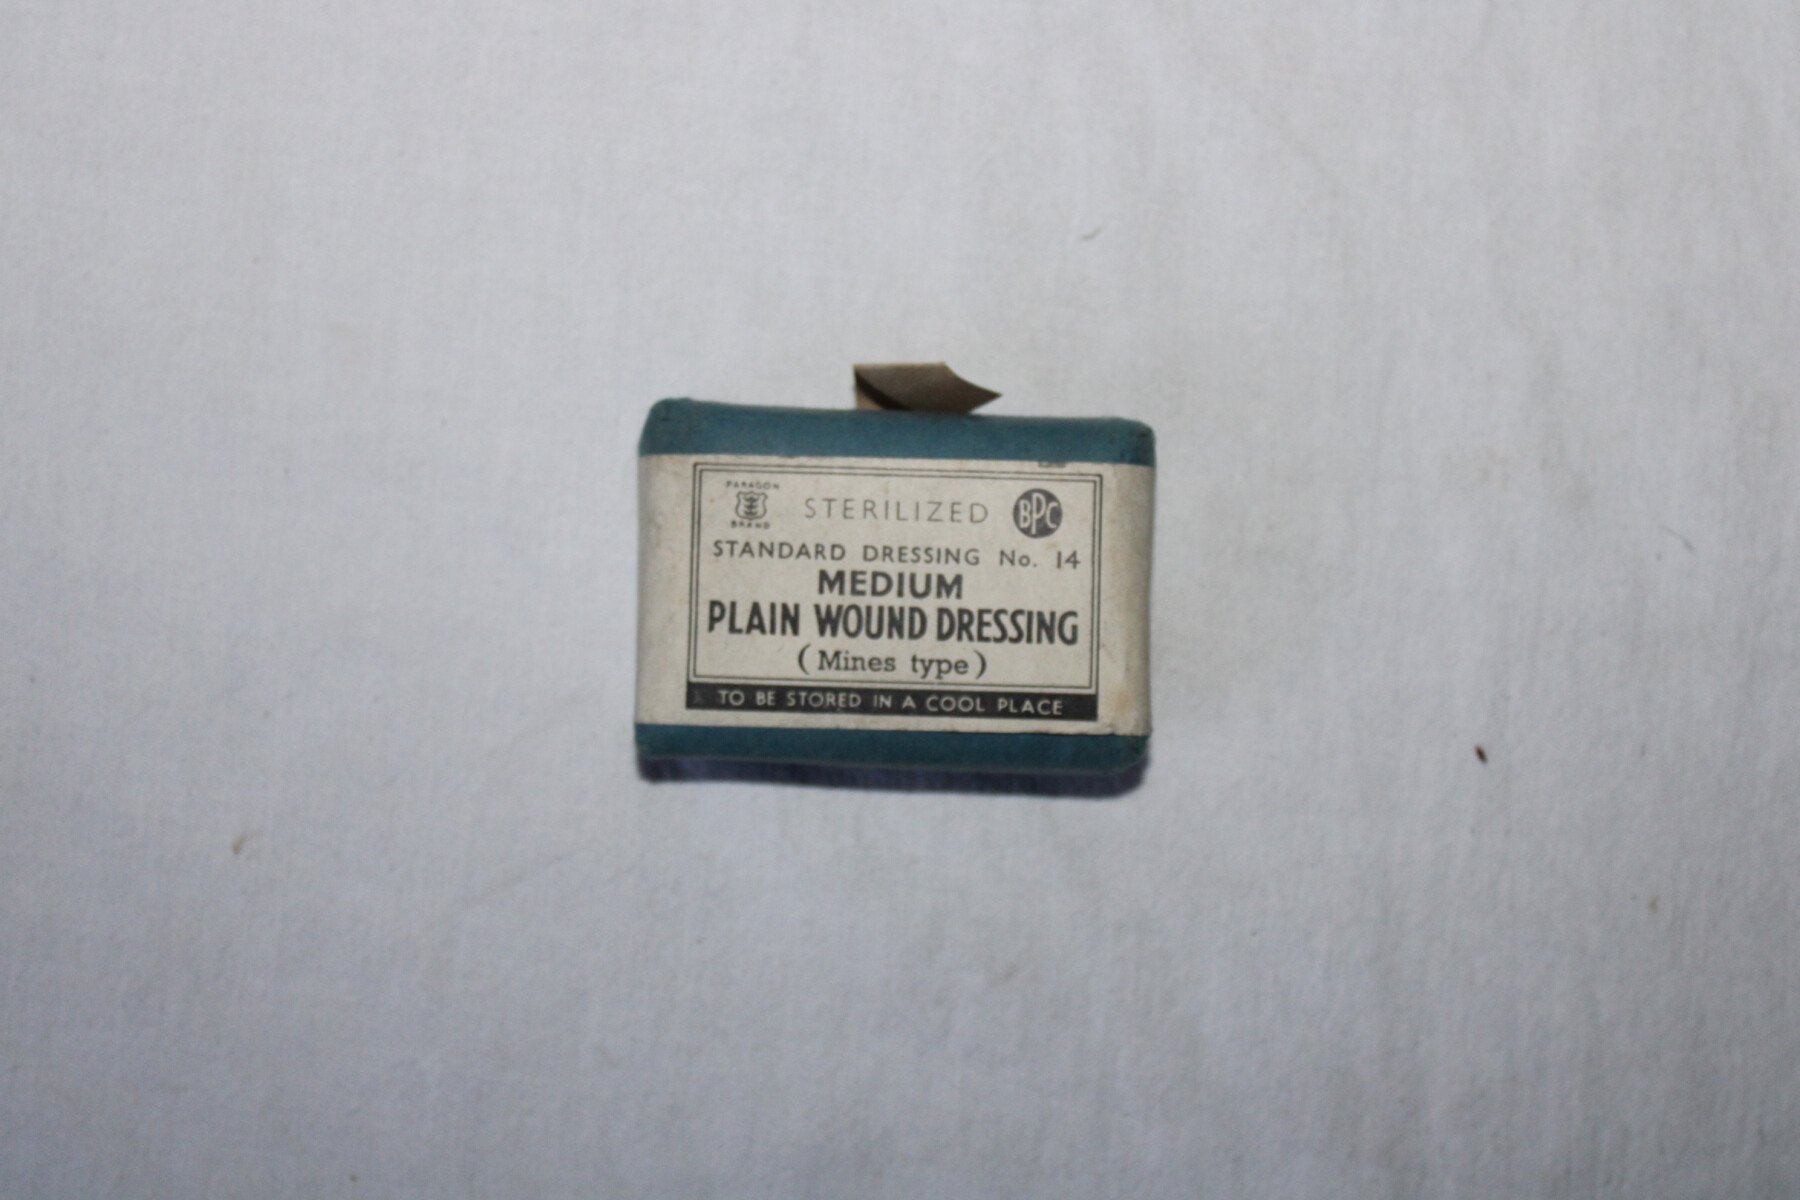 PARAGON
BRAND
STERILIZED
BPC
STANDARD DRESSING No. 14
MEDIUM
PLAIN WOUND DRESSING
(Mines type)
TO BE STORED IN A COOL PLACE